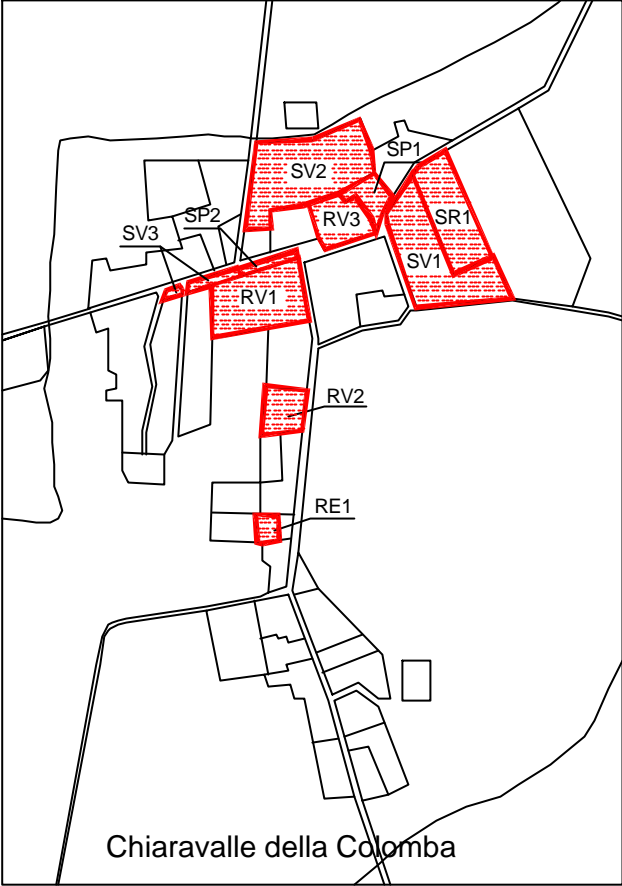 SP1
SV2
SR1
SP2
RV3
SV3
SV1
RV1
RV2
RE1
Chiaravalle della Colomba